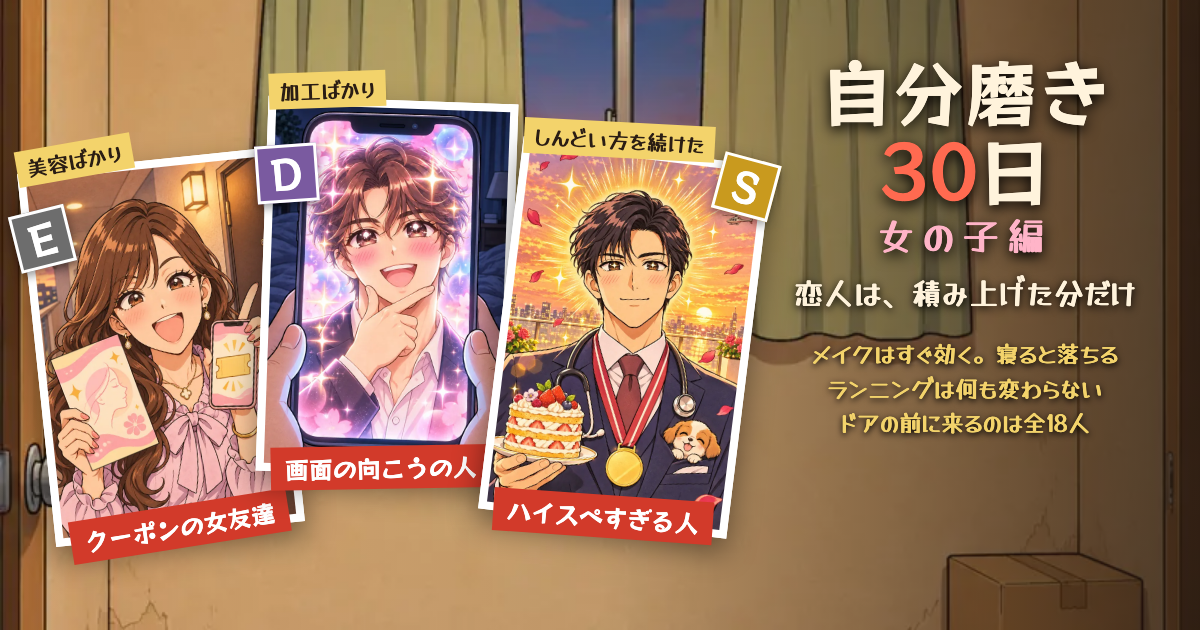 美容ばかり
E
クーポンの女友達
加工ばかり
D
画面の向こうの人
しんどい方を続けた
S
ハイスペすぎる人
自分磨き
30日
女の子編
恋人は、積み上げた分だけ
メイクはすぐ効く。寝ると落ちる
ランニングは何も変わらない
ドアの前に来るのは全18人